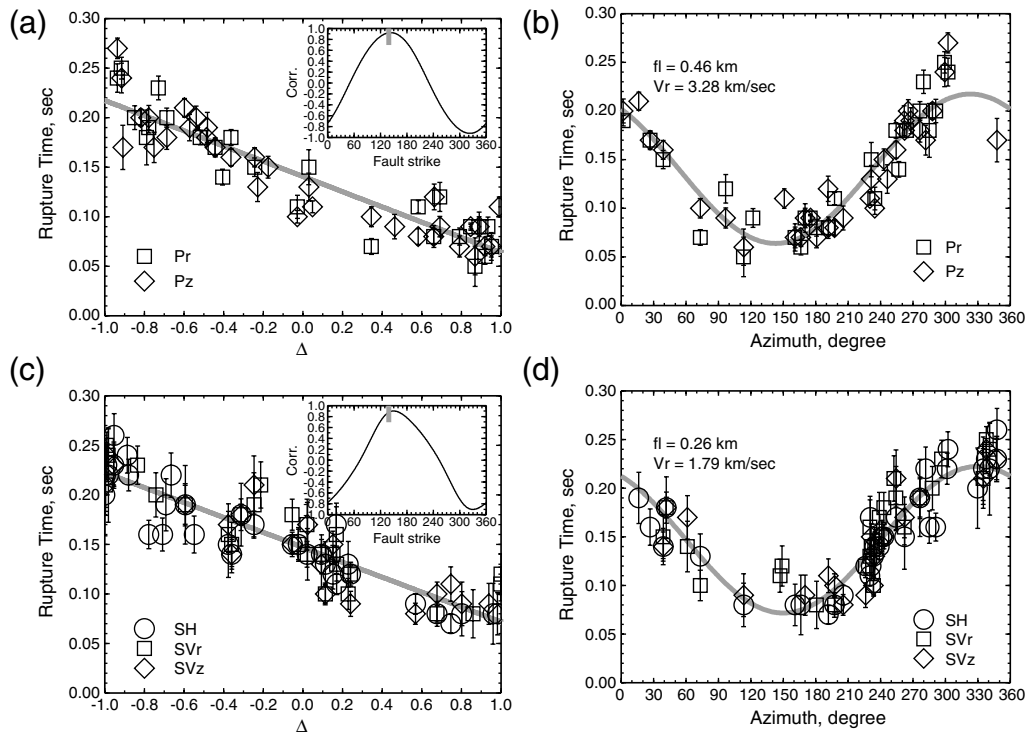 (a)
0.30
0.25
0.20
0.15
0.10
0.05
0.00
Rupture Time, sec
-1.0 -0.8 -0.6 -0.4 -0.2 0.0 0.2 0.4 0.6 0.8 1.0
Δ
Pr
Pz
1.0
0.8
0.6
0.4
0.2
0.0
-0.2
-0.4
-0.6
-0.8
-1.0
Corr.
0 60 120 180 240 300 360
Fault strike
(b)
0.30
0.25
0.20
0.15
0.10
0.05
0.00
Rupture Time, sec
fl = 0.46 km
Vr = 3.28 km/sec
Pr
Pz
0 30 60 90 120 150 180 210 240 270 300 330 360
Azimuth, degree
(c)
0.30
0.25
0.20
0.15
0.10
0.05
0.00
Rupture Time, sec
-1.0 -0.8 -0.6 -0.4 -0.2 0.0 0.2 0.4 0.6 0.8 1.0
Δ
SH
SVr
SVz
1.0
0.8
0.6
0.4
0.2
0.0
-0.2
-0.4
-0.6
-0.8
-1.0
Corr.
0 60 120 180 240 300 360
Fault strike
(d)
0.30
0.25
0.20
0.15
0.10
0.05
0.00
Rupture Time, sec
fl = 0.26 km
Vr = 1.79 km/sec
SH
SVr
SVz
0 30 60 90 120 150 180 210 240 270 300 330 360
Azimuth, degree